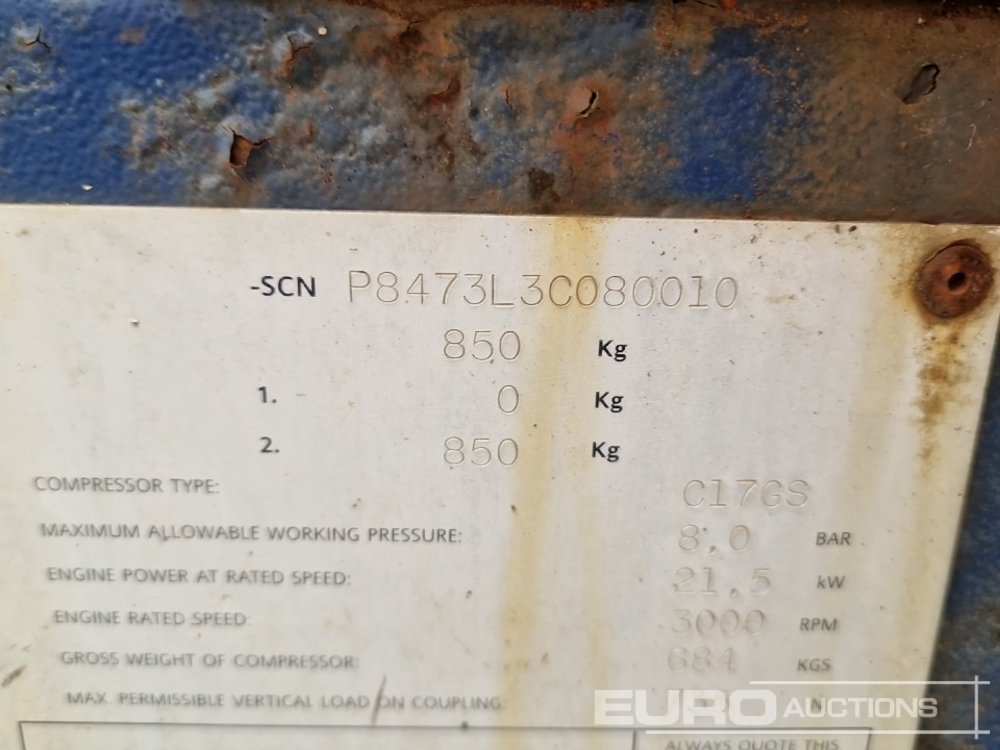 -SCN P8473L3C080010
850 Kg
1. 0 Kg
2. 850 Kg
COMPRESSOR TYPE: C17GS
MAXIMUM ALLOWABLE WORKING PRESSURE: 8,0 BAR
ENGINE POWER AT RATED SPEED: 21,5 kW
ENGINE RATED SPEED: 3000 RPM
GROSS WEIGHT OF COMPRESSOR: 684 KGS
MAX. PERMISSIBLE VERTICAL LOAD ON COUPLING: N
EURO AUCTIONS
ALWAYS QUOTE THIS